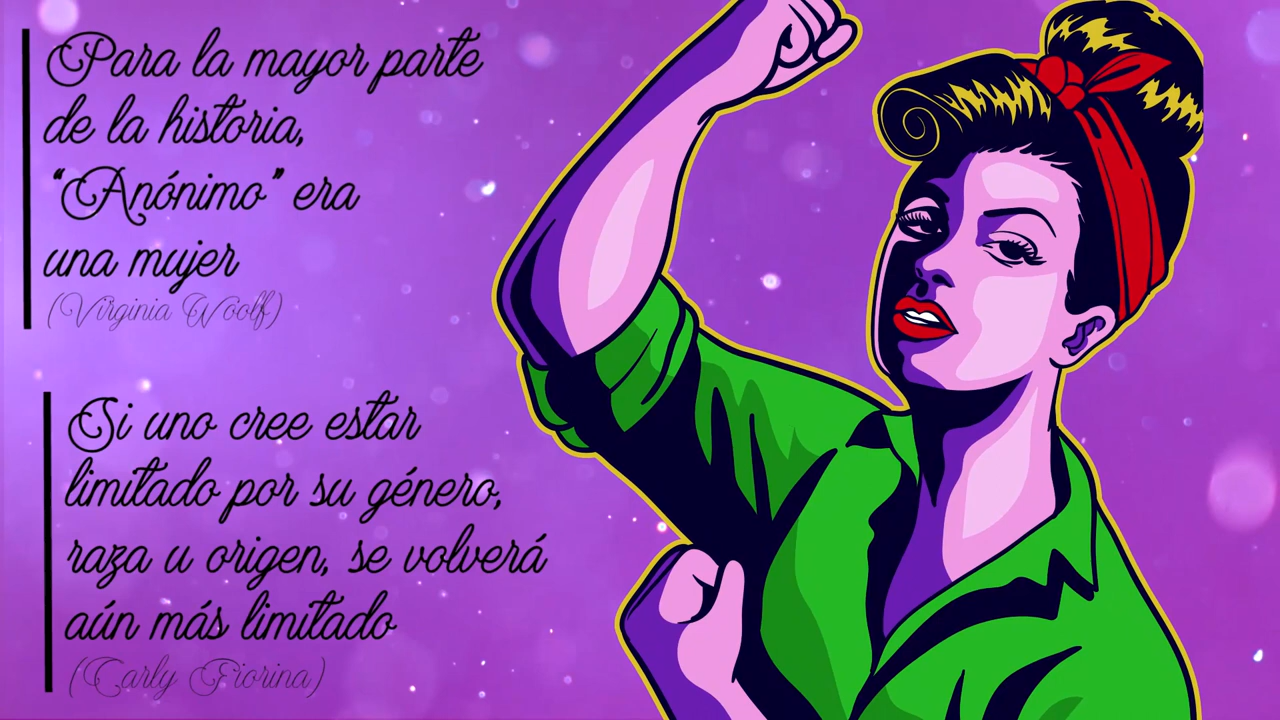 Para la mayor parte
de la historia,
“Anónimo” era
una mujer
(Virginia Woolf)
Si uno cree estar
limitado por su género,
raza u origen, se volverá
aún más limitado
(Carly Fiorina)